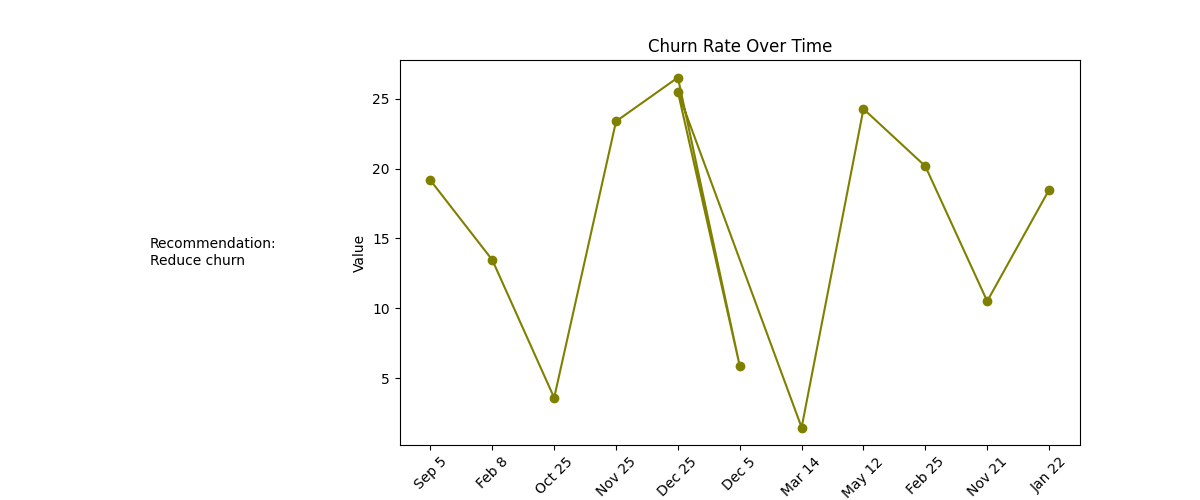 Churn Rate Over Time
Recommendation:
Reduce churn
Value
25
20
15
10
5
Sep 5
Feb 8
Oct 25
Nov 25
Dec 25
Dec 5
Mar 14
May 12
Feb 25
Nov 21
Jan 22